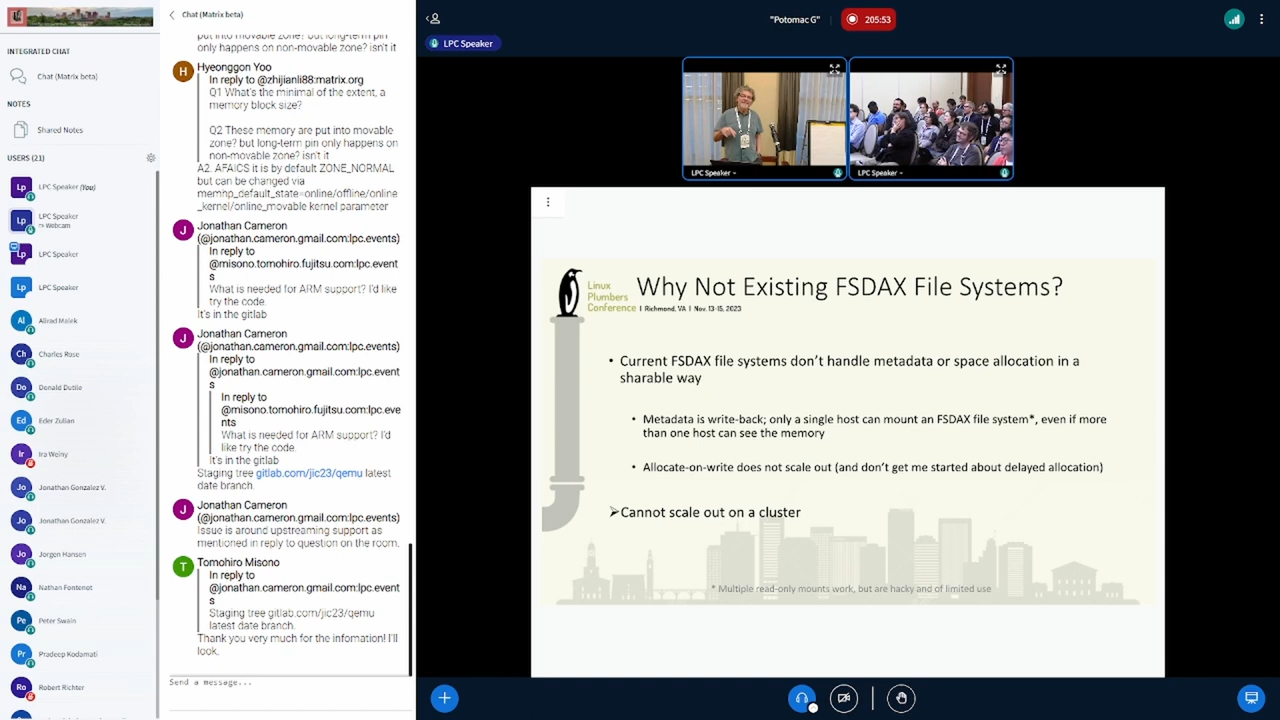 INTEGRATED CHAT
Chat (Matrix beta)
NOTES
Shared Notes
USERS (21)
Lp
LPC Speaker (You)
Lp
LPC Speaker
Webcam
Lp
LPC Speaker
Lp
LPC Speaker
Al
Alirad Malek
Ch
Charles Rose
Do
Donald Dutile
Ed
Eder Zulian
Ir
Ira Weiny
Jo
Jonathan Gonzalez V.
Jo
Jonathan Gonzalez V.
Jo
Jorgen Hansen
Na
Nathan Fontenot
Pe
Peter Swain
Pr
Pradeep Kodamati
Ro
Robert Richter
Chat (Matrix beta)
put into movable zone? but long-term pin
only happens on movable zone? isn't it
H
Hyeonggon Yoo
In reply to @zhijianli88:matrix.org
Q1 What's the minimal of the extent, a
memory block size?
Q2 These memory are put into movable
zone? but long-term pin only happens on
non-movable zone? isn't it
A2. AFAICS it is by default ZONE_NORMAL
but can be changed via
memhp_default_state=online/offline/online
_kernel/online_movable kernel parameter
J
Jonathan Cameron
(@jonathan.cameron.gmail.com:lpc.events)
In reply to
@misono.tomohiro.fujitsu.com:lpc.event
s
What is needed for ARM support? I'd like
try the code.
It's in the gitlab
J
Jonathan Cameron
(@jonathan.cameron.gmail.com:lpc.events)
In reply to
@jonathan.cameron.gmail.com:lpc.event
s
In reply to
@misono.tomohiro.fujitsu.com:lpc.eve
nts
What is needed for ARM support? I'd
like try the code.
It's in the gitlab
Staging tree gitlab.com/jic23/qemu latest
date branch.
J
Jonathan Cameron
(@jonathan.cameron.gmail.com:lpc.events)
Issue is around upstreaming support as
mentioned in reply to question on the room.
T
Tomohiro Misono
In reply to
@jonathan.cameron.gmail.com:lpc.event
s
Staging tree gitlab.com/jic23/qemu
latest date branch.
Thank you very much for the infomation! I'll
look.
Send a message...
"Potomac G"
205:53
LPC Speaker
LPC Speaker
LPC Speaker
Linux
Plumbers
Conference | Richmond, VA | Nov. 13-15, 2023
Why Not Existing FSDAX File Systems?
• Current FSDAX file systems don't handle metadata or space allocation in a
sharable way
• Metadata is write-back; only a single host can mount an FSDAX file system*, even if more
than one host can see the memory
• Allocate-on-write does not scale out (and don't get me started about delayed allocation)
➢Cannot scale out on a cluster
* Multiple read-only mounts work, but are hacky and of limited use